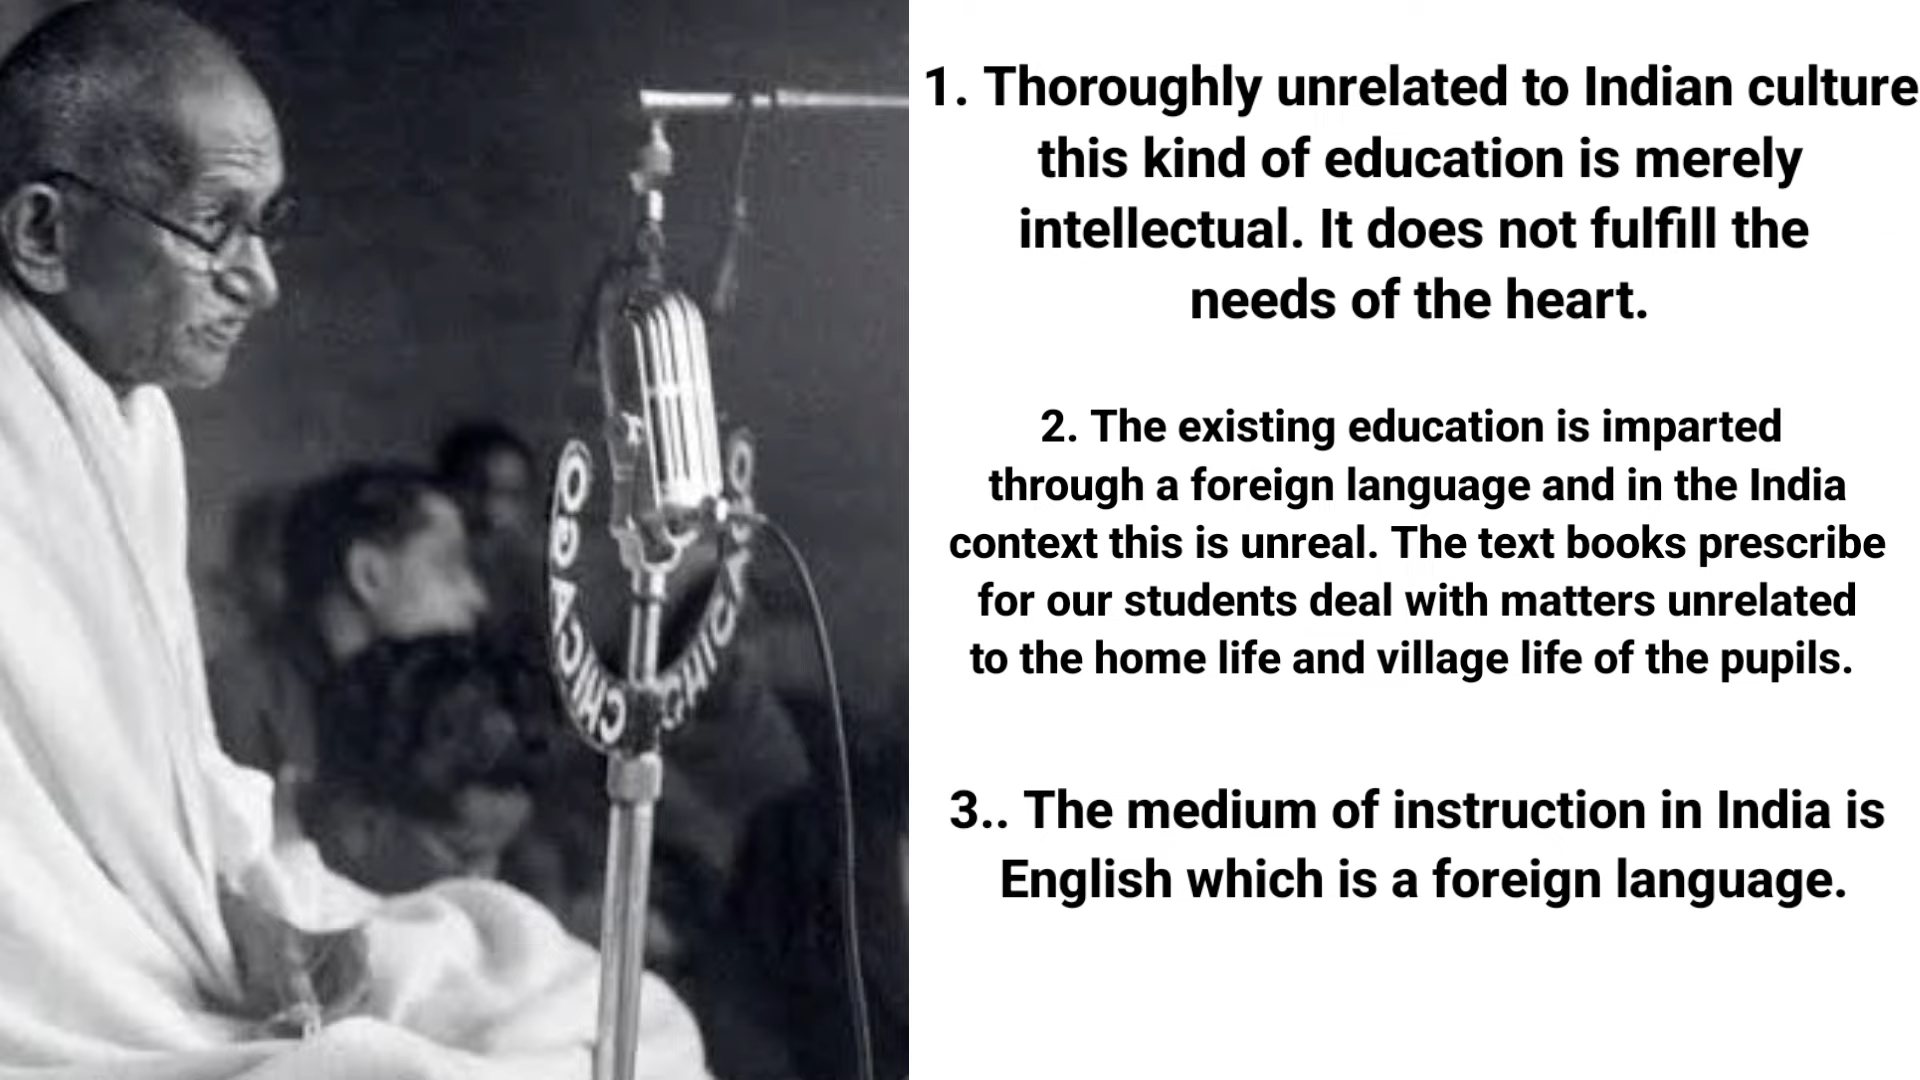 1. Thoroughly unrelated to Indian culture
this kind of education is merely
intellectual. It does not fulfill the
needs of the heart.
2. The existing education is imparted
through a foreign language and in the India
context this is unreal. The text books prescribe
for our students deal with matters unrelated
to the home life and village life of the pupils.
3.. The medium of instruction in India is
English which is a foreign language.
CHICAGO
CHICAGO